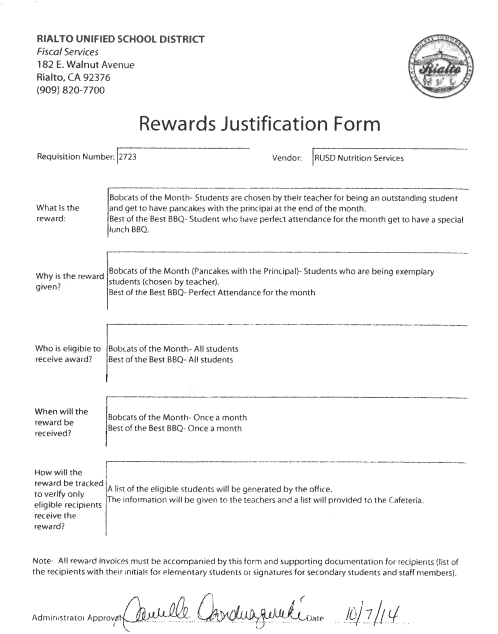 RIALTO UNIFIED SCHOOL DISTRICT
Fiscal Services
182 E. Walnut Avenue
Rialto, CA 92376
(909) 820-7700
Rialto
Rewards Justification Form
Requisition Number: 2723 Vendor: RUSD Nutrition Services
What is the
reward:
Bobcats of the Month- Students are chosen by their teacher for being an outstanding student
and get to have pancakes with the principal at the end of the month.
Best of the Best BBQ- Student who have perfect attendance for the month get to have a special
lunch BBQ.
Why is the reward
given?
Bobcats of the Month (Pancakes with the Principal)- Students who are being exemplary
students (chosen by teacher).
Best of the Best BBQ- Perfect Attendance for the month
Who is eligible to
receive award?
Bobcats of the Month- All students
Best of the Best BBQ- All students
When will the
reward be
received?
Bobcats of the Month- Once a month
Best of the Best BBQ- Once a month
How will the
reward be tracked
to verify only
eligible recipients
receive the
reward?
A list of the eligible students will be generated by the office.
The information will be given to the teachers and a list will provided to the Cafeteria.
Note- All reward invoices must be accompanied by this form and supporting documentation for recipients (list of
the recipients with their initials for elementary students or signatures for secondary students and staff members).
Administrator Approval Date 10/7/14